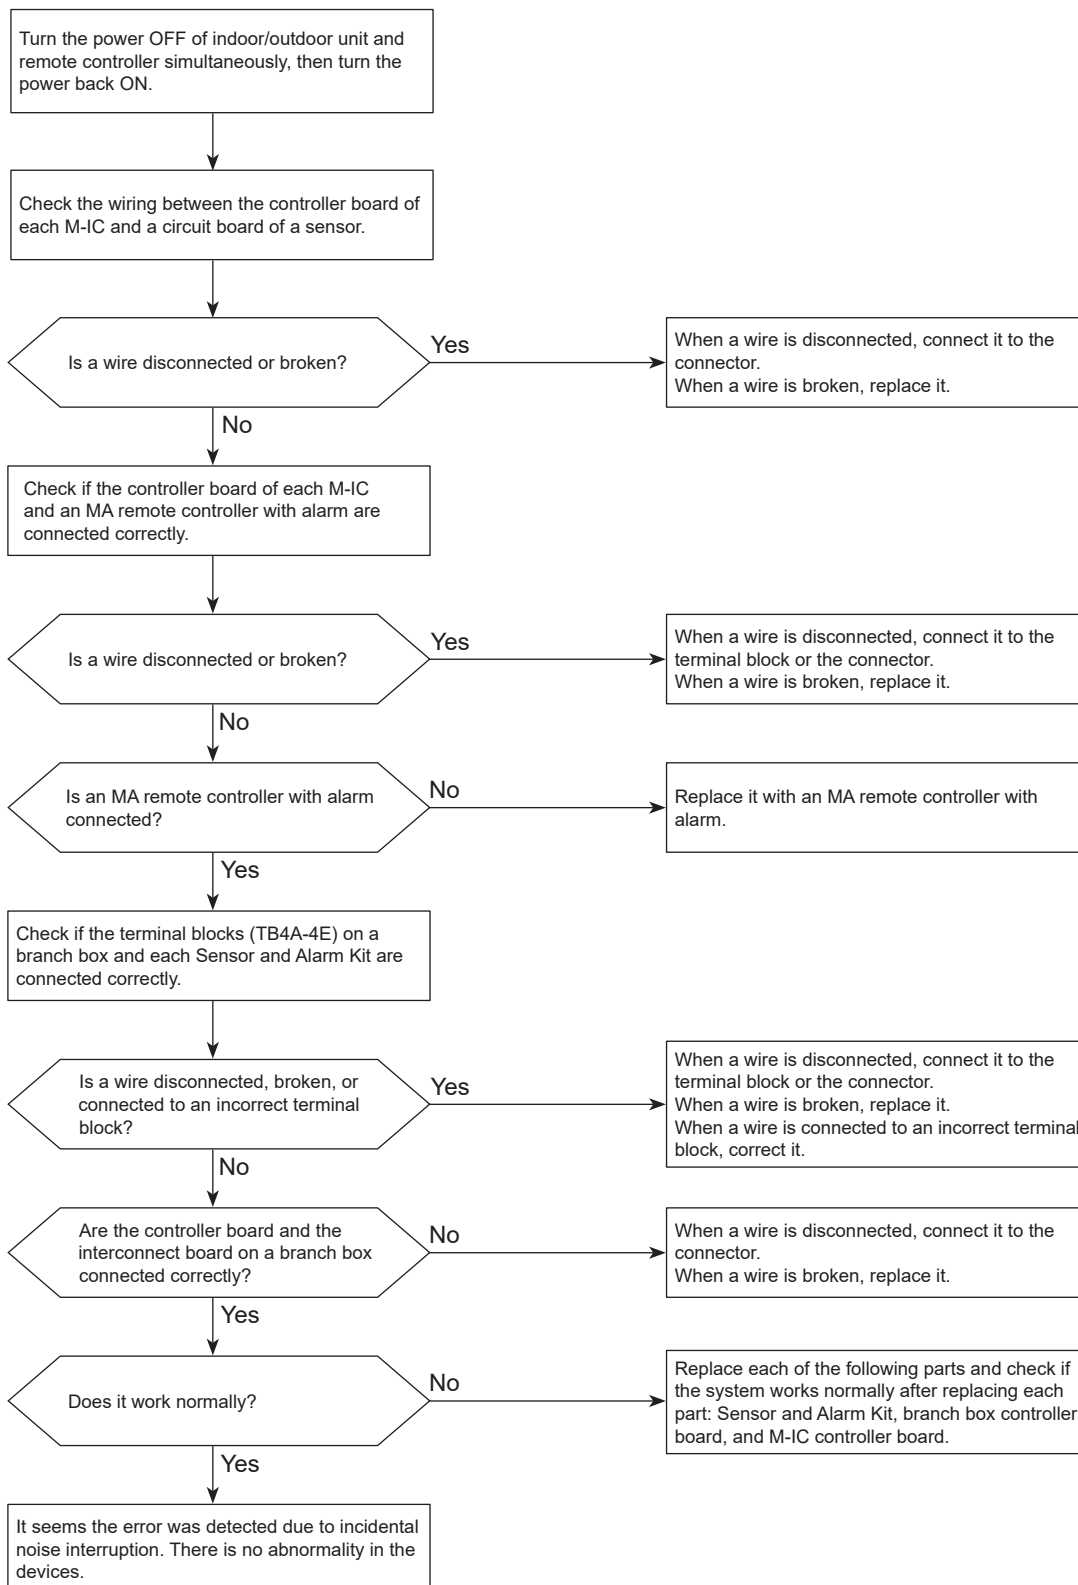 Turn the power OFF of indoor/outdoor unit and
remote controller simultaneously, then turn the
power back ON.
Check the wiring between the controller board of
each M-IC and a circuit board of a sensor.
Is a wire disconnected or broken?
Yes
When a wire is disconnected, connect it to the
connector.
When a wire is broken, replace it.
No
Check if the controller board of each M-IC
and an MA remote controller with alarm are
connected correctly.
Is a wire disconnected or broken?
Yes
When a wire is disconnected, connect it to the
terminal block or the connector.
When a wire is broken, replace it.
No
Is an MA remote controller with alarm
connected?
No
Replace it with an MA remote controller with
alarm.
Yes
Check if the terminal blocks (TB4A-4E) on a
branch box and each Sensor and Alarm Kit are
connected correctly.
Is a wire disconnected, broken, or
connected to an incorrect terminal
block?
Yes
When a wire is disconnected, connect it to the
terminal block or the connector.
When a wire is broken, replace it.
When a wire is connected to an incorrect terminal
block, correct it.
No
Are the controller board and the
interconnect board on a branch box
connected correctly?
No
When a wire is disconnected, connect it to the
connector.
When a wire is broken, replace it.
Yes
Does it work normally?
No
Replace each of the following parts and check if
the system works normally after replacing each
part: Sensor and Alarm Kit, branch box controller
board, and M-IC controller board.
Yes
It seems the error was detected due to incidental
noise interruption. There is no abnormality in the
devices.